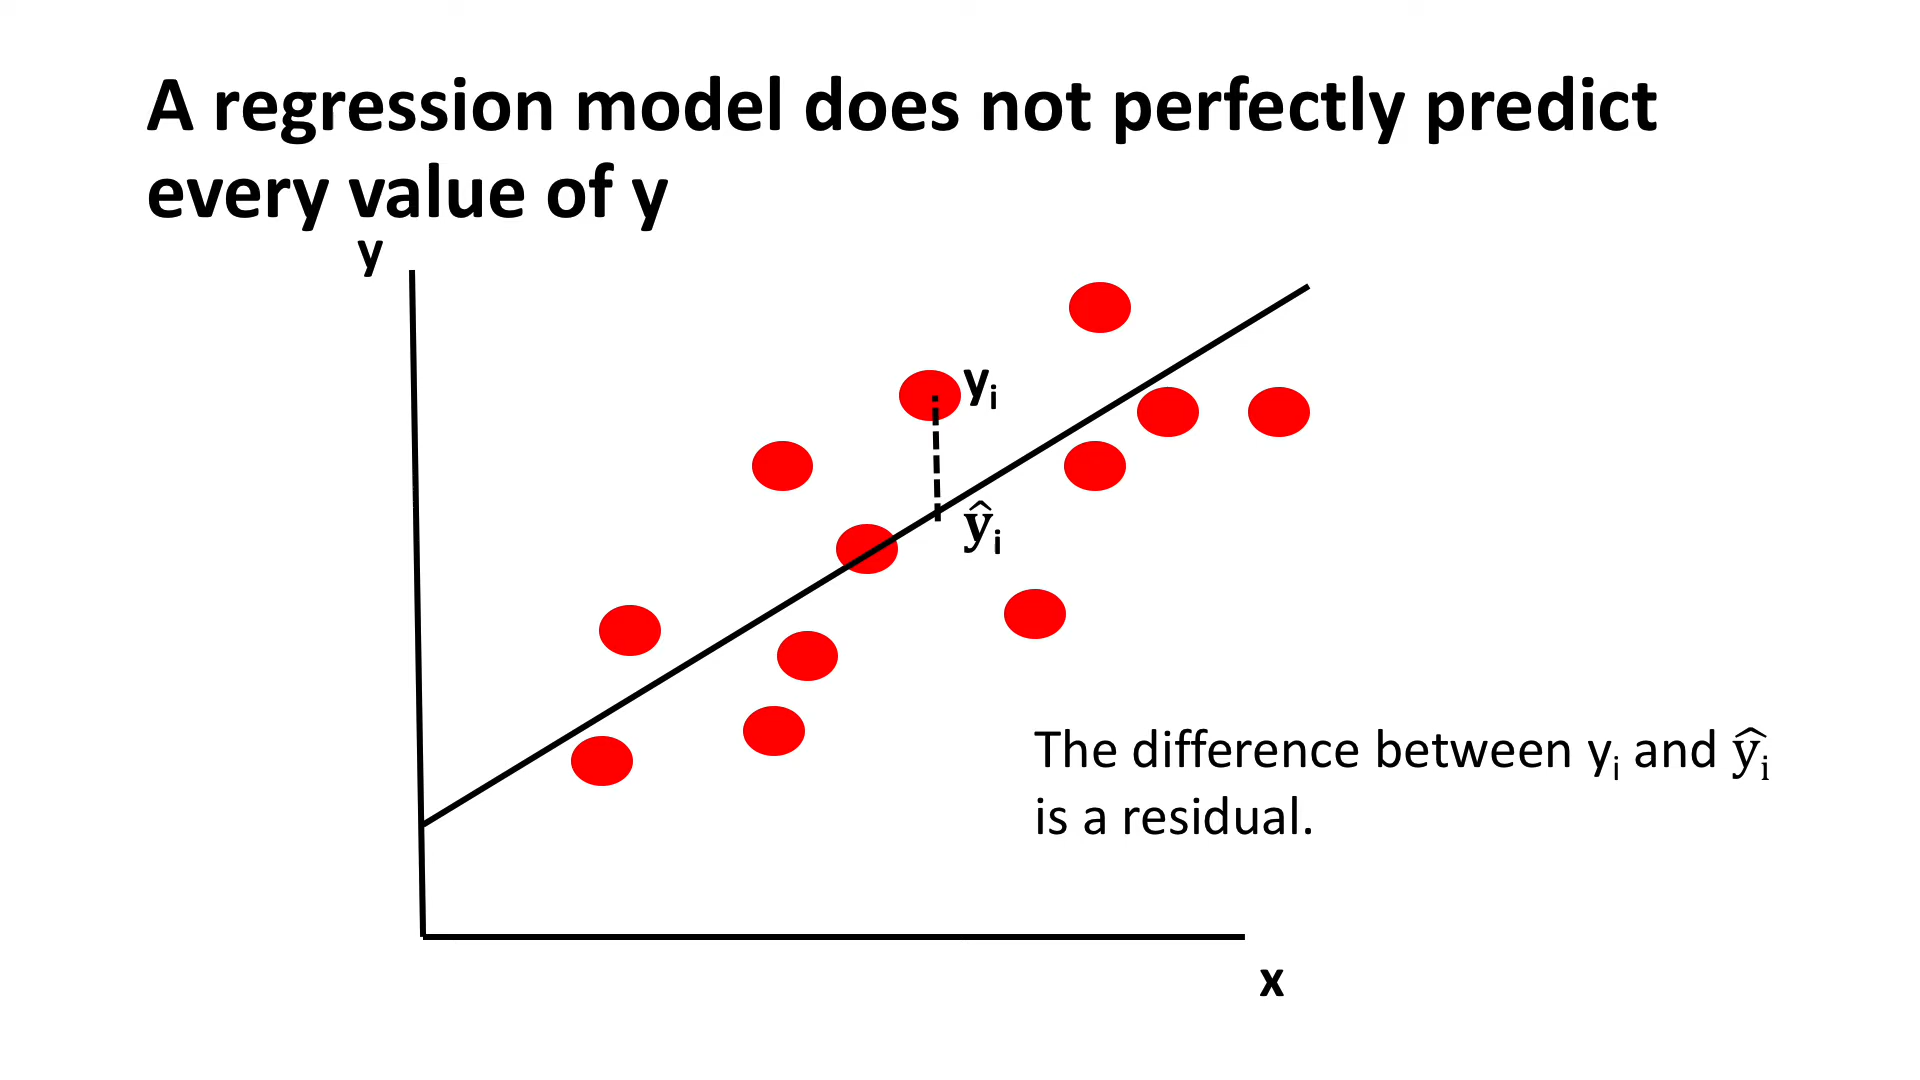 A regression model does not perfectly predict
every value of y
y
yᵢ
ŷᵢ
The difference between yᵢ and ŷᵢ
is a residual.
x